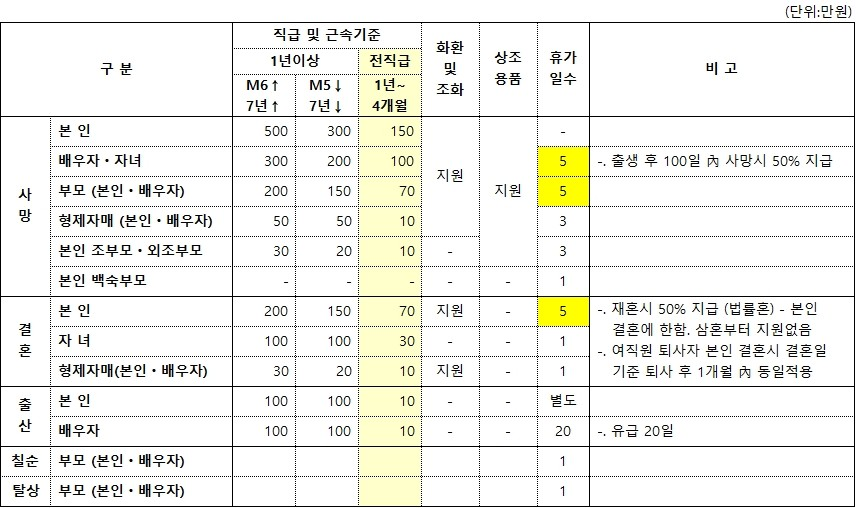 (단위:만원)
구 분 직급 및 근속기준 화환 및 조화 상조 용품 휴가 일수 비 고
1년이상 전직급
M6↑ 7년↑ M5↓ 7년↓ 1년~ 4개월
사망 본 인 500 300 150 지원 지원 -
배우자・자녀 300 200 100 5 -. 출생 후 100일 內 사망시 50% 지급
부모 (본인・배우자) 200 150 70 5
형제자매 (본인・배우자) 50 50 10 3
본인 조부모・외조부모 30 20 10 - 3
본인 백숙부모 - - - - - 1
결혼 본 인 200 150 70 지원 - 5 -. 재혼시 50% 지급 (법률혼) - 본인
결혼에 한함. 삼혼부터 지원없음
자 녀 100 100 30 - - 1 -. 여직원 퇴사자 본인 결혼시 결혼일
형제자매(본인・배우자) 30 20 10 지원 - 1 기준 퇴사 후 1개월 內 동일적용
출산 본 인 100 100 10 - - 별도
배우자 100 100 10 - - 20 -. 유급 20일
칠순 부모 (본인・배우자) 1
탈상 부모 (본인・배우자) 1